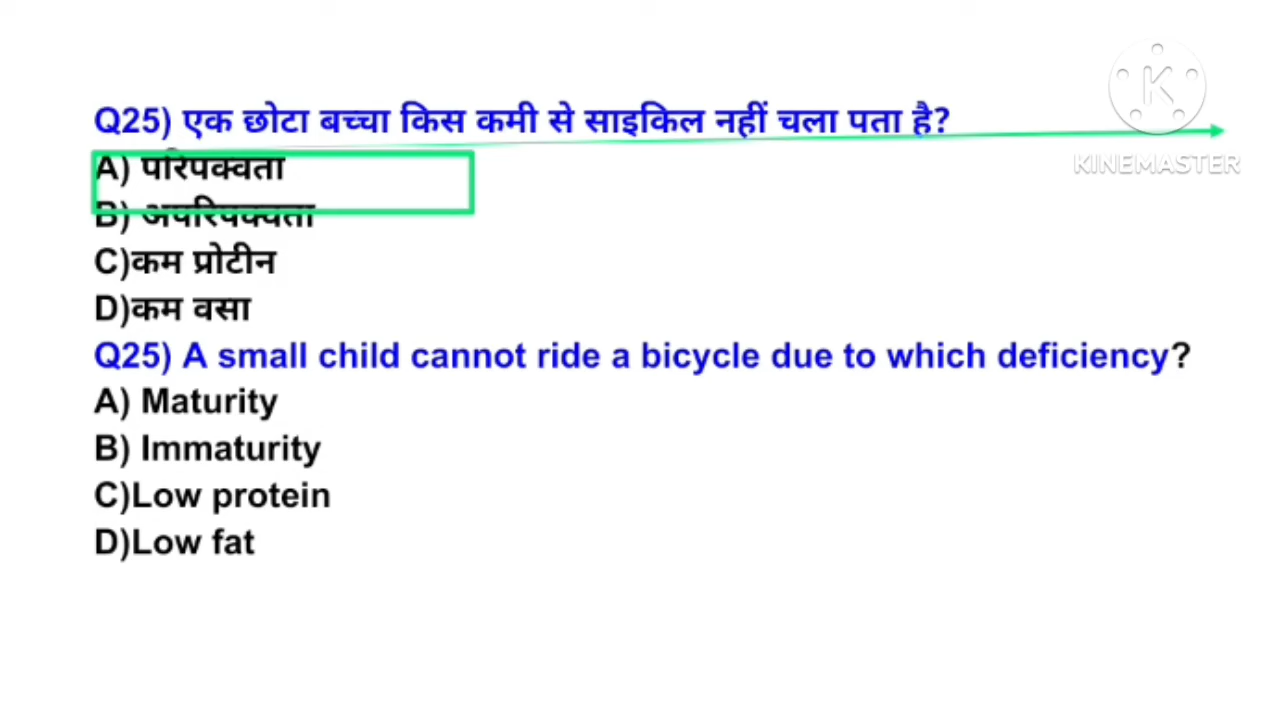 Q25) एक छोटा बच्चा किस कमी से साइकिल नहीं चला पता है?
A) परिपक्वता
B) अपरिपक्वता
C)कम प्रोटीन
D)कम वसा
Q25) A small child cannot ride a bicycle due to which deficiency?
A) Maturity
B) Immaturity
C)Low protein
D)Low fat
K
KINEMASTER